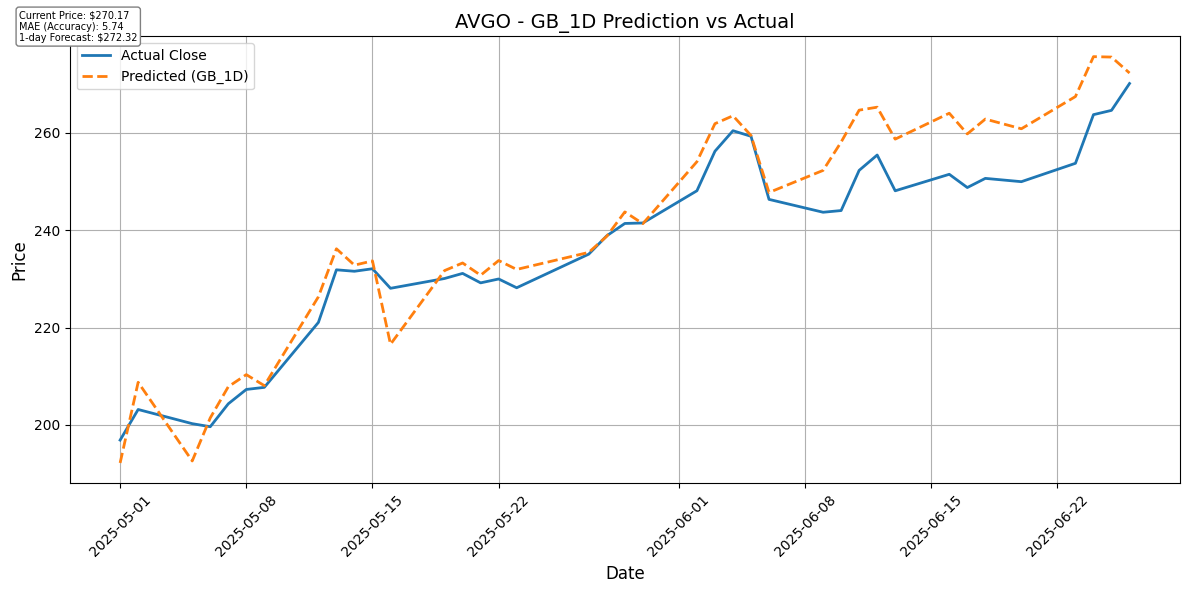 Current Price: $270.17
MAE (Accuracy): 5.74
1-day Forecast: $272.32
AVGO - GB_1D Prediction vs Actual
Actual Close
Predicted (GB_1D)
Price
260
240
220
200
2025-05-01
2025-05-08
2025-05-15
2025-05-22
2025-06-01
2025-06-08
2025-06-15
2025-06-22
Date